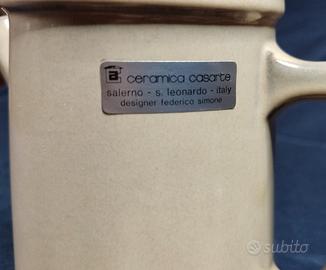 a
ceramica casarte
salerno - s. leonardo - italy
designer federico simone
subito